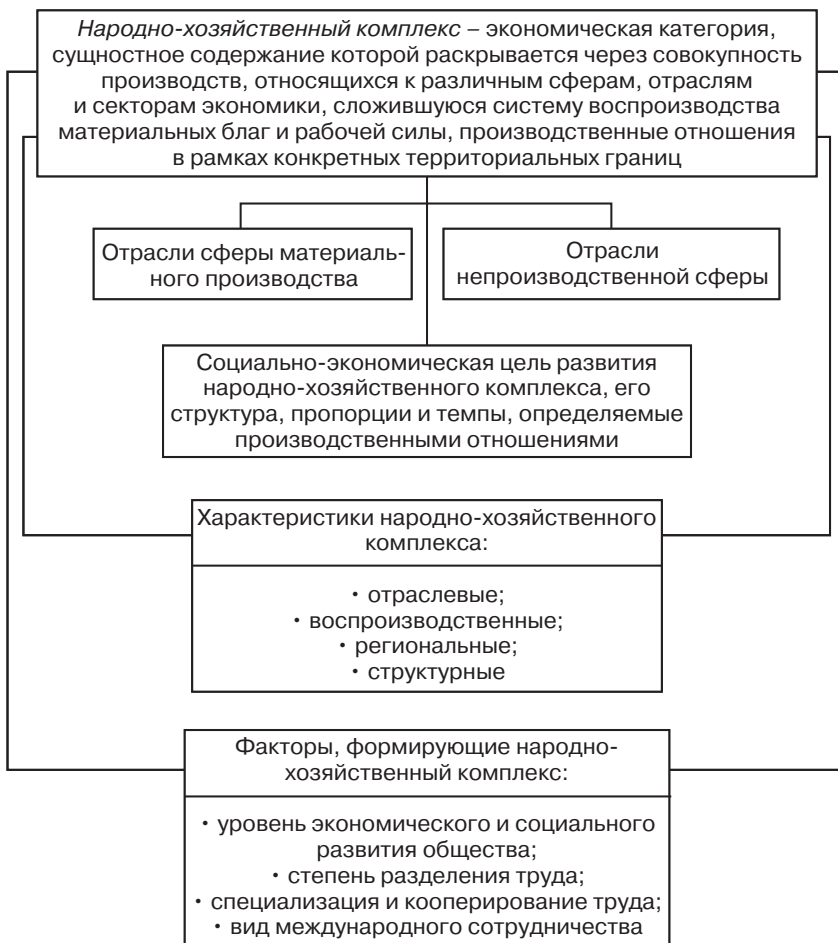 Народно-хозяйственный комплекс – экономическая категория,
сущностное содержание которой раскрывается через совокупность
производств, относящихся к различным сферам, отраслям
и секторам экономики, сложившуюся систему воспроизводства
материальных благ и рабочей силы, производственные отношения
в рамках конкретных территориальных границ
Отрасли сферы материаль-
ного производства
Отрасли
непроизводственной сферы
Социально-экономическая цель развития
народно-хозяйственного комплекса, его
структура, пропорции и темпы, определяемые
производственными отношениями
Характеристики народно-хозяйственного
комплекса:
• отраслевые;
• воспроизводственные;
• региональные;
• структурные
Факторы, формирующие народно-
хозяйственный комплекс:
• уровень экономического и социального
развития общества;
• степень разделения труда;
• специализация и кооперирование труда;
• вид международного сотрудничества